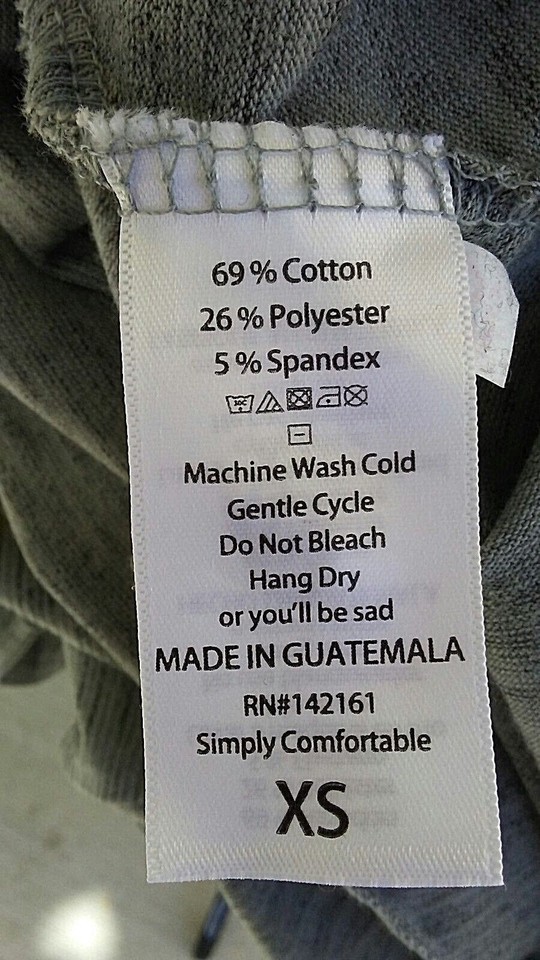 69% Cotton
26% Polyester
5% Spandex
30C
Machine Wash Cold
Gentle Cycle
Do Not Bleach
Hang Dry
or you'll be sad
MADE IN GUATEMALA
RN#142161
Simply Comfortable
XS